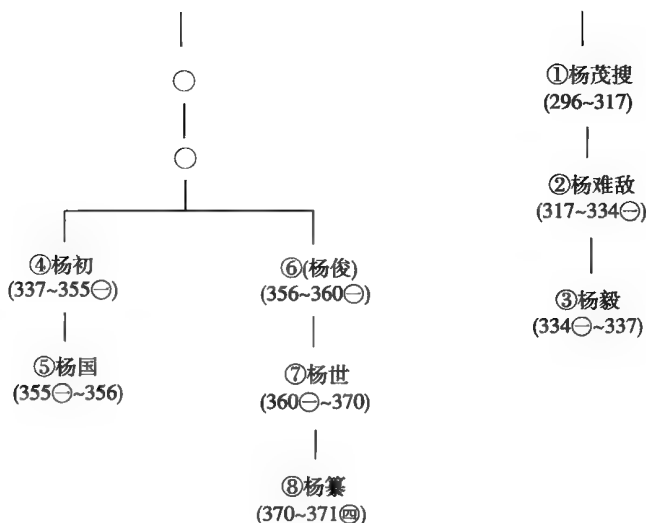 ①杨茂搜
(296~317)
②杨难敌
(317~334㊀)
③杨毅
(334㊀~337)
④杨初
(337~355㊀)
⑤杨国
(355㊀~356)
⑥(杨俊)
(356~360㊀)
⑦杨世
(360㊀~370)
⑧杨纂
(370~371㊃)